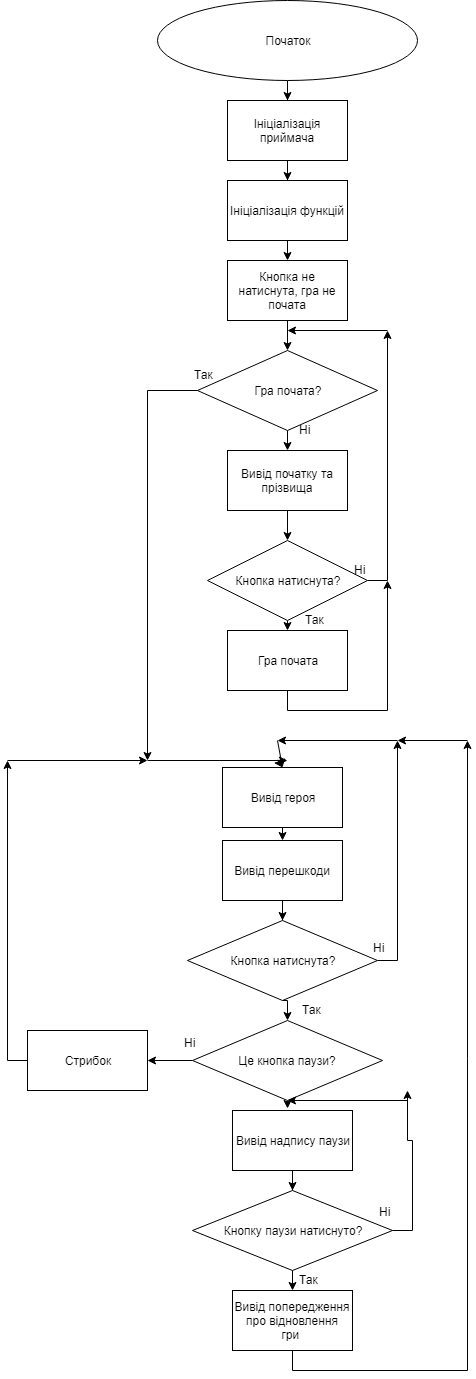 Початок
Ініціалізація
приймача
Ініціалізація функцій
Кнопка не
натиснута, гра не
почата
Так
Гра почата?
Ні
Вивід початку та
прізвища
Ні
Кнопка натиснута?
Так
Гра почата
Вивід героя
Вивід перешкоди
Ні
Кнопка натиснута?
Так
Ні
Стрибок
Це кнопка паузи?
Вивід надпису паузи
Ні
Кнопку паузи натиснуто?
Так
Вивід попередження
про відновлення
гри